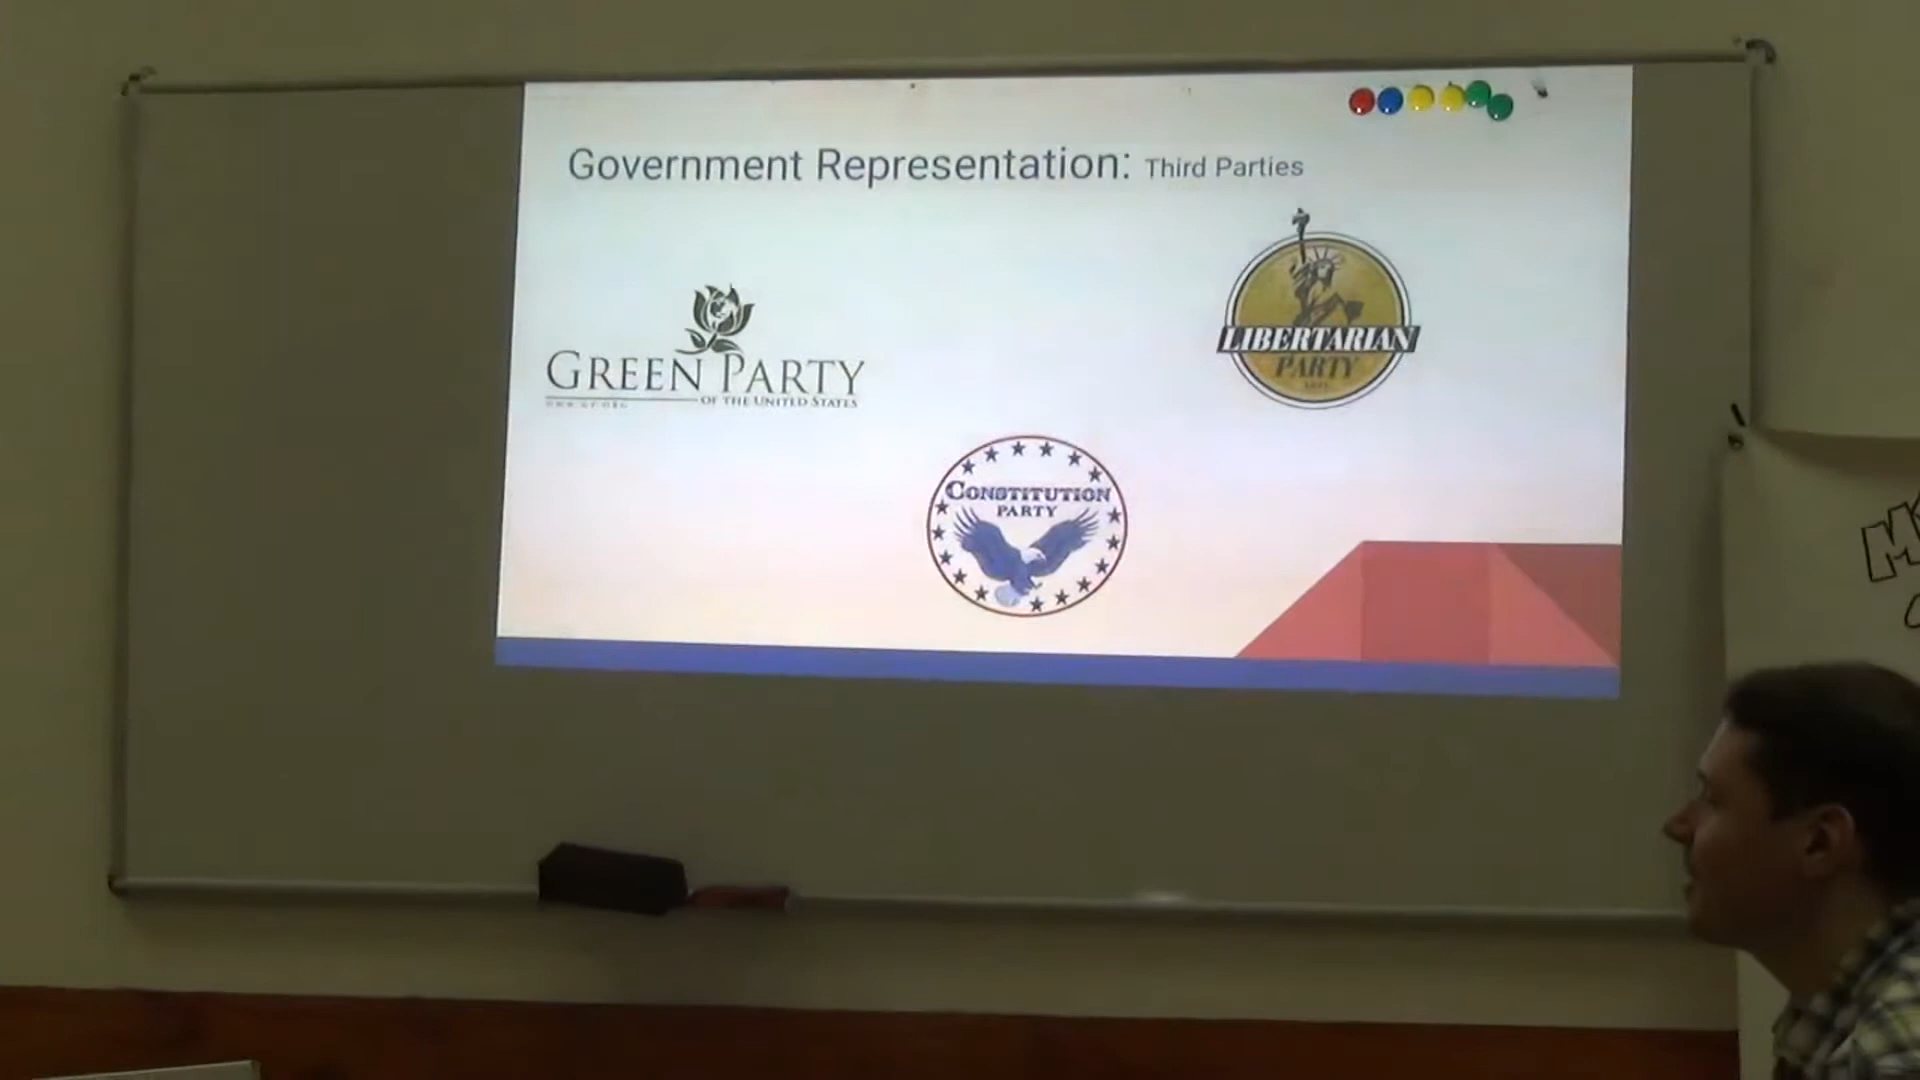 Government Representation: Third Parties
GREEN PARTY
OF THE UNITED STATES
LIBERTARIAN
PARTY
CONSTITUTION
PARTY